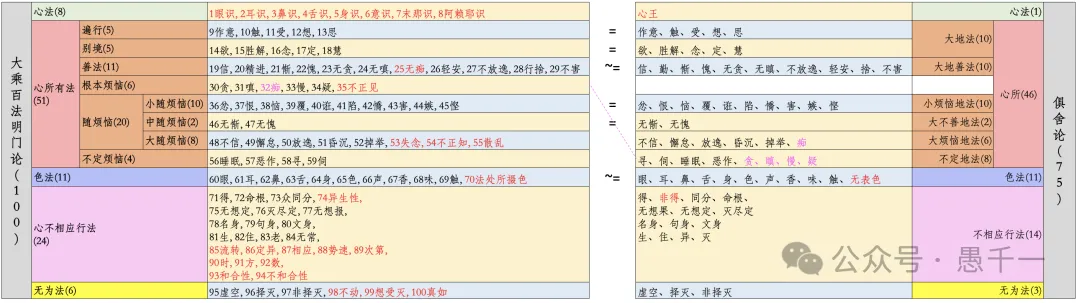 大乘百法明门论(100)
心法(8) 1眼识, 2耳识, 3鼻识, 4舌识, 5身识, 6意识, 7末那识, 8阿赖耶识
心所有法(51)
遍行(5) 9作意, 10触, 11受, 12想, 13思
别境(5) 14欲, 15胜解, 16念, 17定, 18慧
善法(11) 19信, 20精进, 21惭, 22愧, 23无贪, 24无嗔, 25无痴, 26轻安, 27不放逸, 28行捨, 29不害
根本烦恼(6) 30贪, 31嗔, 32痴, 33慢, 34疑, 35不正见
随烦恼(20)
小随烦恼(10) 36忿, 37恨, 38恼, 39覆, 40诳, 41陷, 42憍, 43害, 44嫉, 45悭
中随烦恼(2) 46无惭, 47无愧
大随烦恼(8) 48不信, 49懈怠, 50放逸, 51昏沉, 52掉举, 53失念, 54不正知, 55散乱
不定烦恼(4) 56睡眠, 57恶作, 58寻, 59伺
色法(11) 60眼, 61耳, 62鼻, 63舌, 64身, 65色, 66声, 67香, 68味, 69触, 70法处所摄色
心不相应行法(24)
71得, 72命根, 73众同分, 74异生性,
75无想定, 76灭尽定, 77无想报,
78名身, 79句身, 80文身,
81生, 82住, 83老, 84无常,
85流转, 86定异, 87相应, 88势速, 89次第,
90时, 91方, 92数,
93和合性, 94不和合性
无为法(6) 95虚空, 96择灭, 97非择灭, 98不动, 99想受灭, 100真如
=
=
~=
=
=
~=
心王 心法(1)
作意、触、受、想、思
欲、胜解、念、定、慧
大地法(10)
信、勤、惭、愧、无贪、无嗔、不放逸、轻安、捨、不害 大地善法(10)
忿、恨、恼、覆、诳、陷、憍、害、嫉、悭 小烦恼地法(10)
无惭、无愧 大不善地法(2)
不信、懈怠、放逸、昏沉、掉举、痴 大烦恼地法(6)
寻、伺、睡眠、恶作、贪、嗔、慢、疑 不定地法(8)
心所(46)
眼、耳、鼻、舌、身、色、声、香、味、触、无表色 色法(11)
得、非得、同分、命根、
无想果、无想定、灭尽定
名身、句身、文身
生、住、异、灭
不相应行法(14)
虚空、择灭、非择灭 无为法(3)
俱舍论(75)
公众号·愚千一